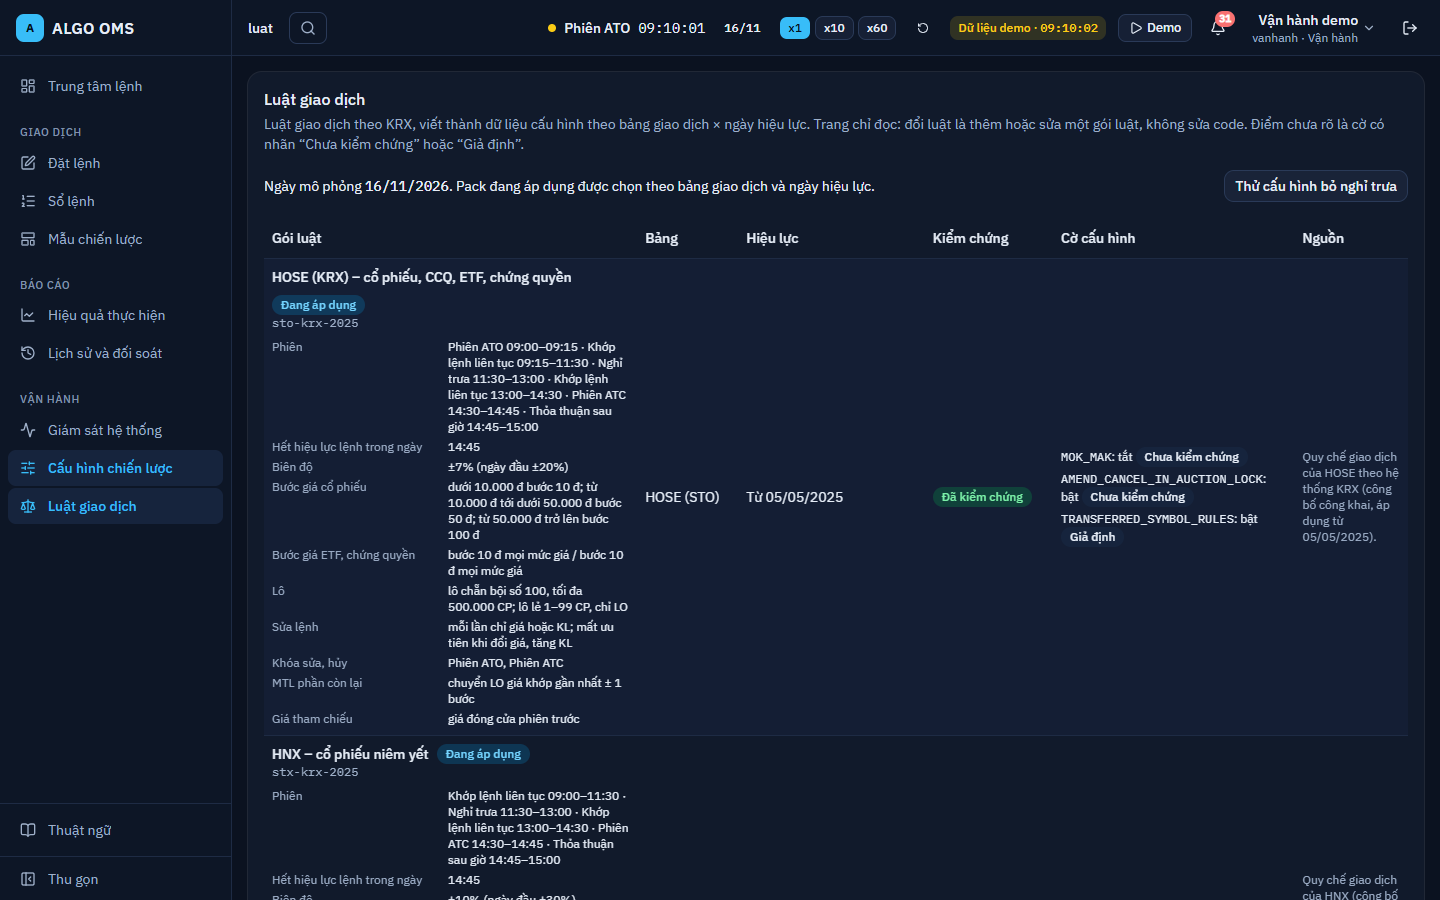 A ALGO OMS
luat
Phiên ATO 09:10:01 16/11 x1 x10 x60
Dữ liệu demo · 09:10:02
Demo
31
Vận hành demo
vanhanh · Vận hành
Trung tâm lệnh
GIAO DỊCH
Đặt lệnh
Sổ lệnh
Mẫu chiến lược
BÁO CÁO
Hiệu quả thực hiện
Lịch sử và đối soát
VẬN HÀNH
Giám sát hệ thống
Cấu hình chiến lược
Luật giao dịch
Thuật ngữ
Thu gọn
Luật giao dịch
Luật giao dịch theo KRX, viết thành dữ liệu cấu hình theo bảng giao dịch × ngày hiệu lực. Trang chỉ đọc: đổi luật là thêm hoặc sửa một gói luật, không sửa code. Điểm chưa rõ là cờ có
nhãn “Chưa kiểm chứng” hoặc “Giả định”.
Ngày mô phỏng 16/11/2026. Pack đang áp dụng được chọn theo bảng giao dịch và ngày hiệu lực.
Thử cấu hình bỏ nghỉ trưa
Gói luật Bảng Hiệu lực Kiểm chứng Cờ cấu hình Nguồn
HOSE (KRX) – cổ phiếu, CCQ, ETF, chứng quyền
Đang áp dụng
sto-krx-2025
Phiên
Phiên ATO 09:00–09:15 · Khớp
lệnh liên tục 09:15–11:30 · Nghỉ
trưa 11:30–13:00 · Khớp lệnh
liên tục 13:00–14:30 · Phiên ATC
14:30–14:45 · Thỏa thuận sau
giờ 14:45–15:00
Hết hiệu lực lệnh trong ngày 14:45
Biên độ ±7% (ngày đầu ±20%)
Bước giá cổ phiếu
dưới 10.000 đ bước 10 đ; từ
10.000 đ tới dưới 50.000 đ bước
50 đ; từ 50.000 đ trở lên bước
100 đ
Bước giá ETF, chứng quyền
bước 10 đ mọi mức giá / bước 10
đ mọi mức giá
Lô
lô chẵn bội số 100, tối đa
500.000 CP; lô lẻ 1–99 CP, chỉ LO
Sửa lệnh
mỗi lần chỉ giá hoặc KL; mất ưu
tiên khi đổi giá, tăng KL
Khóa sửa, hủy Phiên ATO, Phiên ATC
MTL phần còn lại
chuyển LO giá khớp gần nhất ± 1
bước
Giá tham chiếu giá đóng cửa phiên trước
HOSE (STO)
Từ 05/05/2025
Đã kiểm chứng
MOK_MAK: tắt Chưa kiểm chứng
AMEND_CANCEL_IN_AUCTION_LOCK:
bật Chưa kiểm chứng
TRANSFERRED_SYMBOL_RULES: bật
Giả định
Quy chế giao dịch
của HOSE theo hệ
thống KRX (công
bố công khai, áp
dụng từ
05/05/2025).
HNX – cổ phiếu niêm yết Đang áp dụng
stx-krx-2025
Phiên
Khớp lệnh liên tục 09:00–11:30 ·
Nghỉ trưa 11:30–13:00 · Khớp
lệnh liên tục 13:00–14:30 · Phiên
ATC 14:30–14:45 · Thỏa thuận
sau giờ 14:45–15:00
Hết hiệu lực lệnh trong ngày 14:45
Biên độ ±10% (ngày đầu ±30%)
Quy chế giao dịch
của HNX (công bố